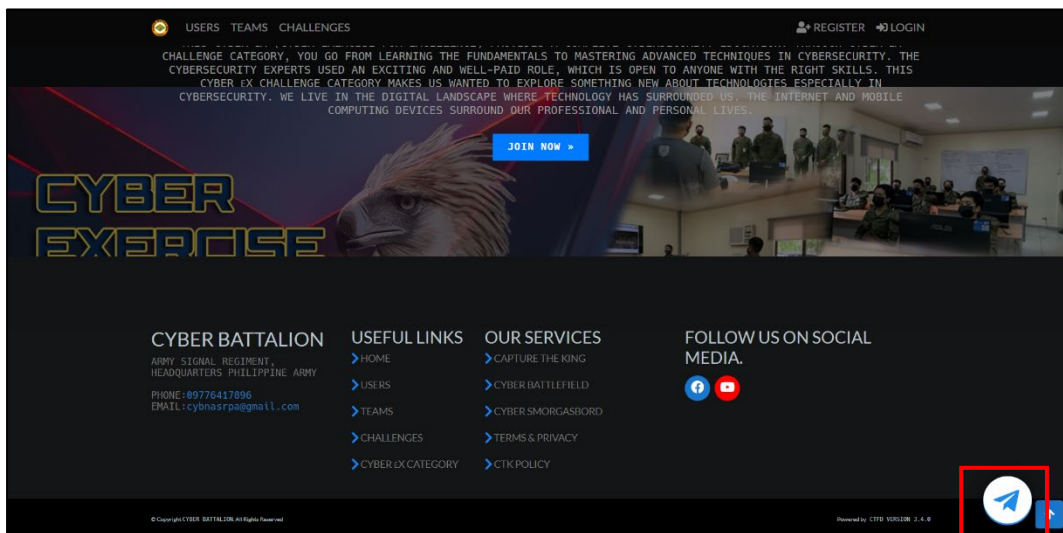 USERS TEAMS CHALLENGES
REGISTER LOGIN
CHALLENGE CATEGORY, YOU GO FROM LEARNING THE FUNDAMENTALS TO MASTERING ADVANCED TECHNIQUES IN CYBERSECURITY. THE
CYBERSECURITY EXPERTS USED AN EXCITING AND WELL-PAID ROLE, WHICH IS OPEN TO ANYONE WITH THE RIGHT SKILLS. THIS
CYBER EX CHALLENGE CATEGORY MAKES US WANTED TO EXPLORE SOMETHING NEW ABOUT TECHNOLOGIES ESPECIALLY IN
CYBERSECURITY. WE LIVE IN THE DIGITAL LANDSCAPE WHERE TECHNOLOGY HAS SURROUNDED US. THE INTERNET AND MOBILE
COMPUTING DEVICES SURROUND OUR PROFESSIONAL AND PERSONAL LIVES.
JOIN NOW »
CYBER
EXERCISE
CYBER BATTALION
ARMY SIGNAL REGIMENT,
HEADQUARTERS PHILIPPINE ARMY
PHONE:09776417896
EMAIL:cybnasrpa@gmail.com
USEFUL LINKS
HOME
USERS
TEAMS
CHALLENGES
CYBER EX CATEGORY
OUR SERVICES
CAPTURE THE KING
CYBER BATTLEFIELD
CYBER SMORGASBORD
TERMS & PRIVACY
CTK POLICY
FOLLOW US ON SOCIAL
MEDIA.
© Copyright CYBER BATTALION. All Rights Reserved
Powered by CTFD VERSION 3.4.0